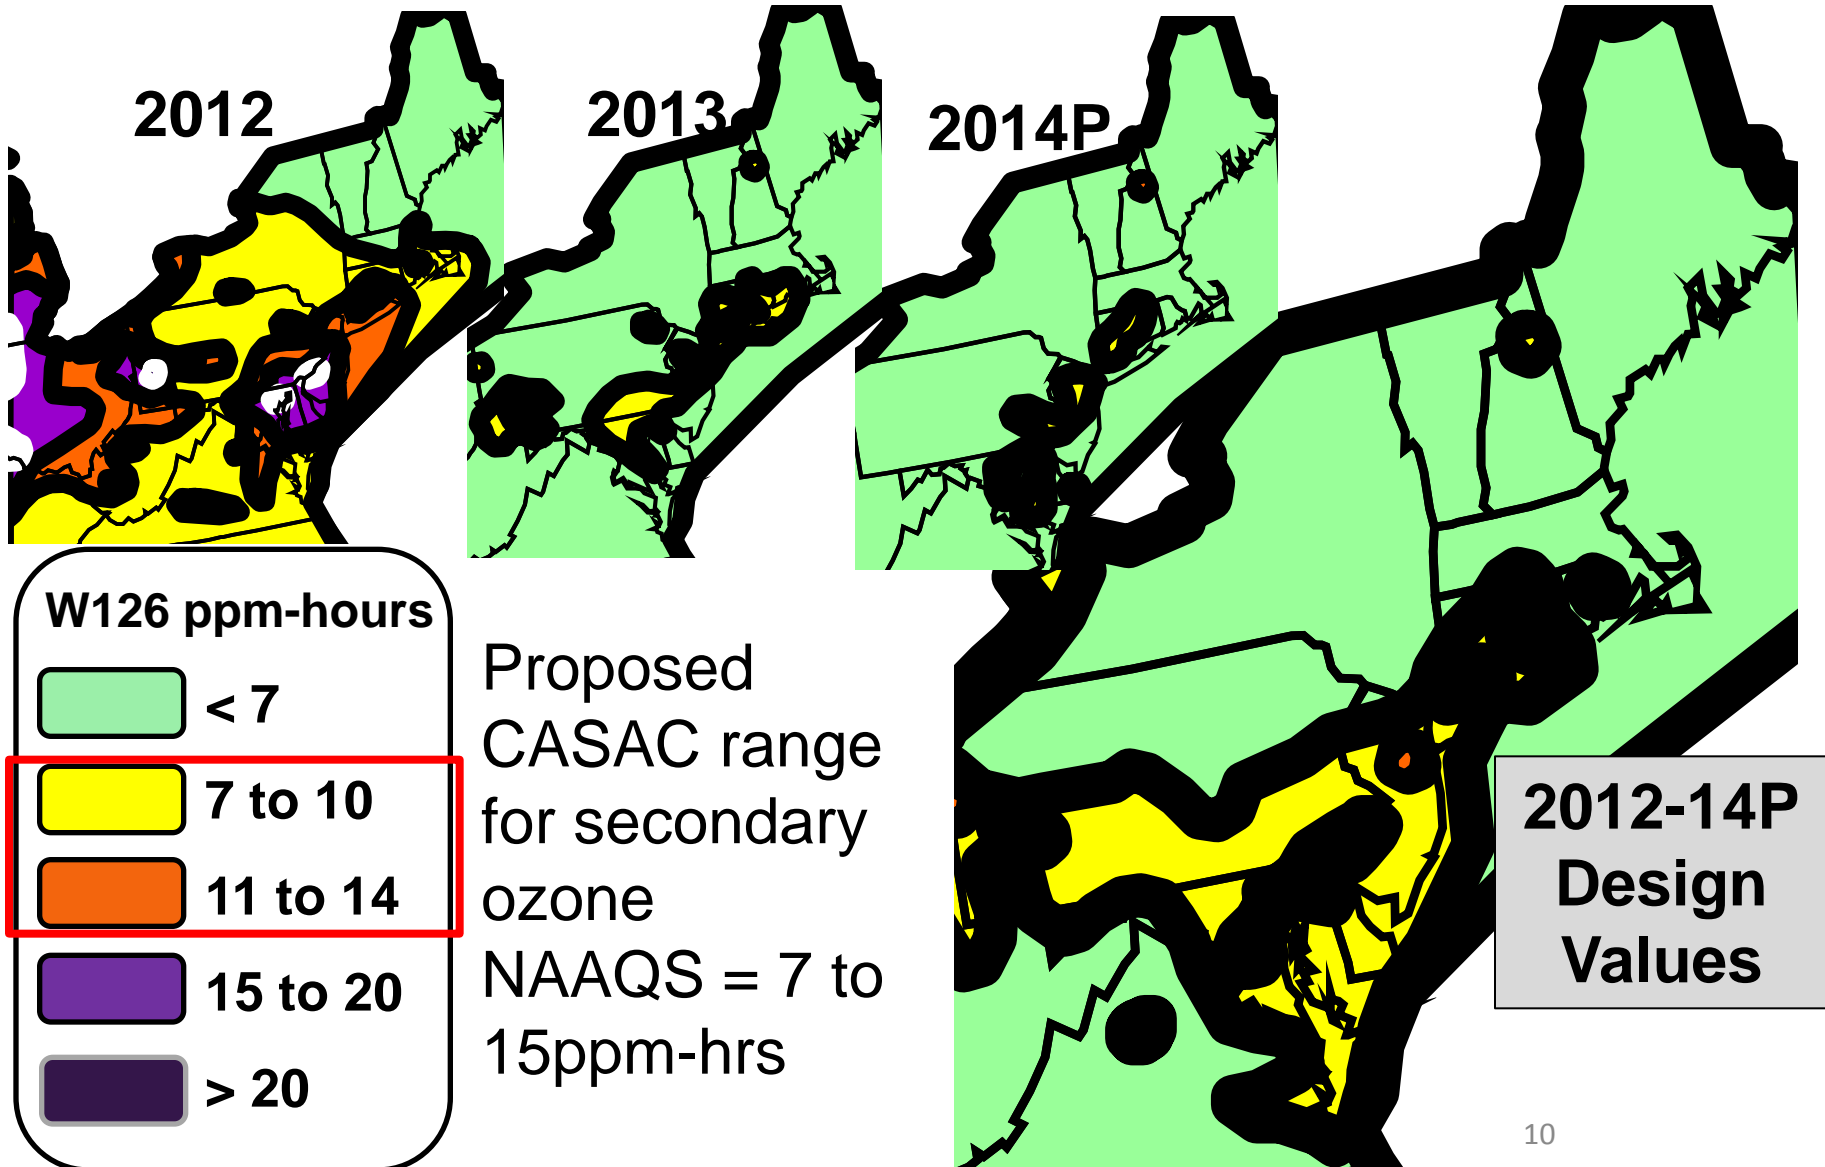 2012
2013
2014P
W126 ppm-hours
< 7
7 to 10
11 to 14
15 to 20
> 20
Proposed
CASAC range
for secondary
ozone
NAAQS = 7 to
15ppm-hrs
2012-14P
Design
Values
10